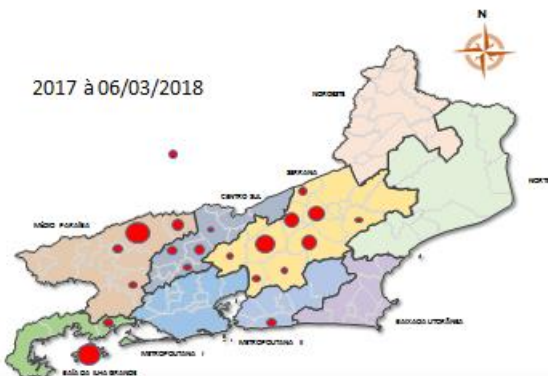 N
2017 à 06/03/2018
NOROESTE
NORTE
SERRANA
CENTRO SUL
MÉDIO PARAÍBA
BAIXADA LITORÂNEA
METROPOLITANA I
METROPOLITANA II
BAÍA DA ILHA GRANDE